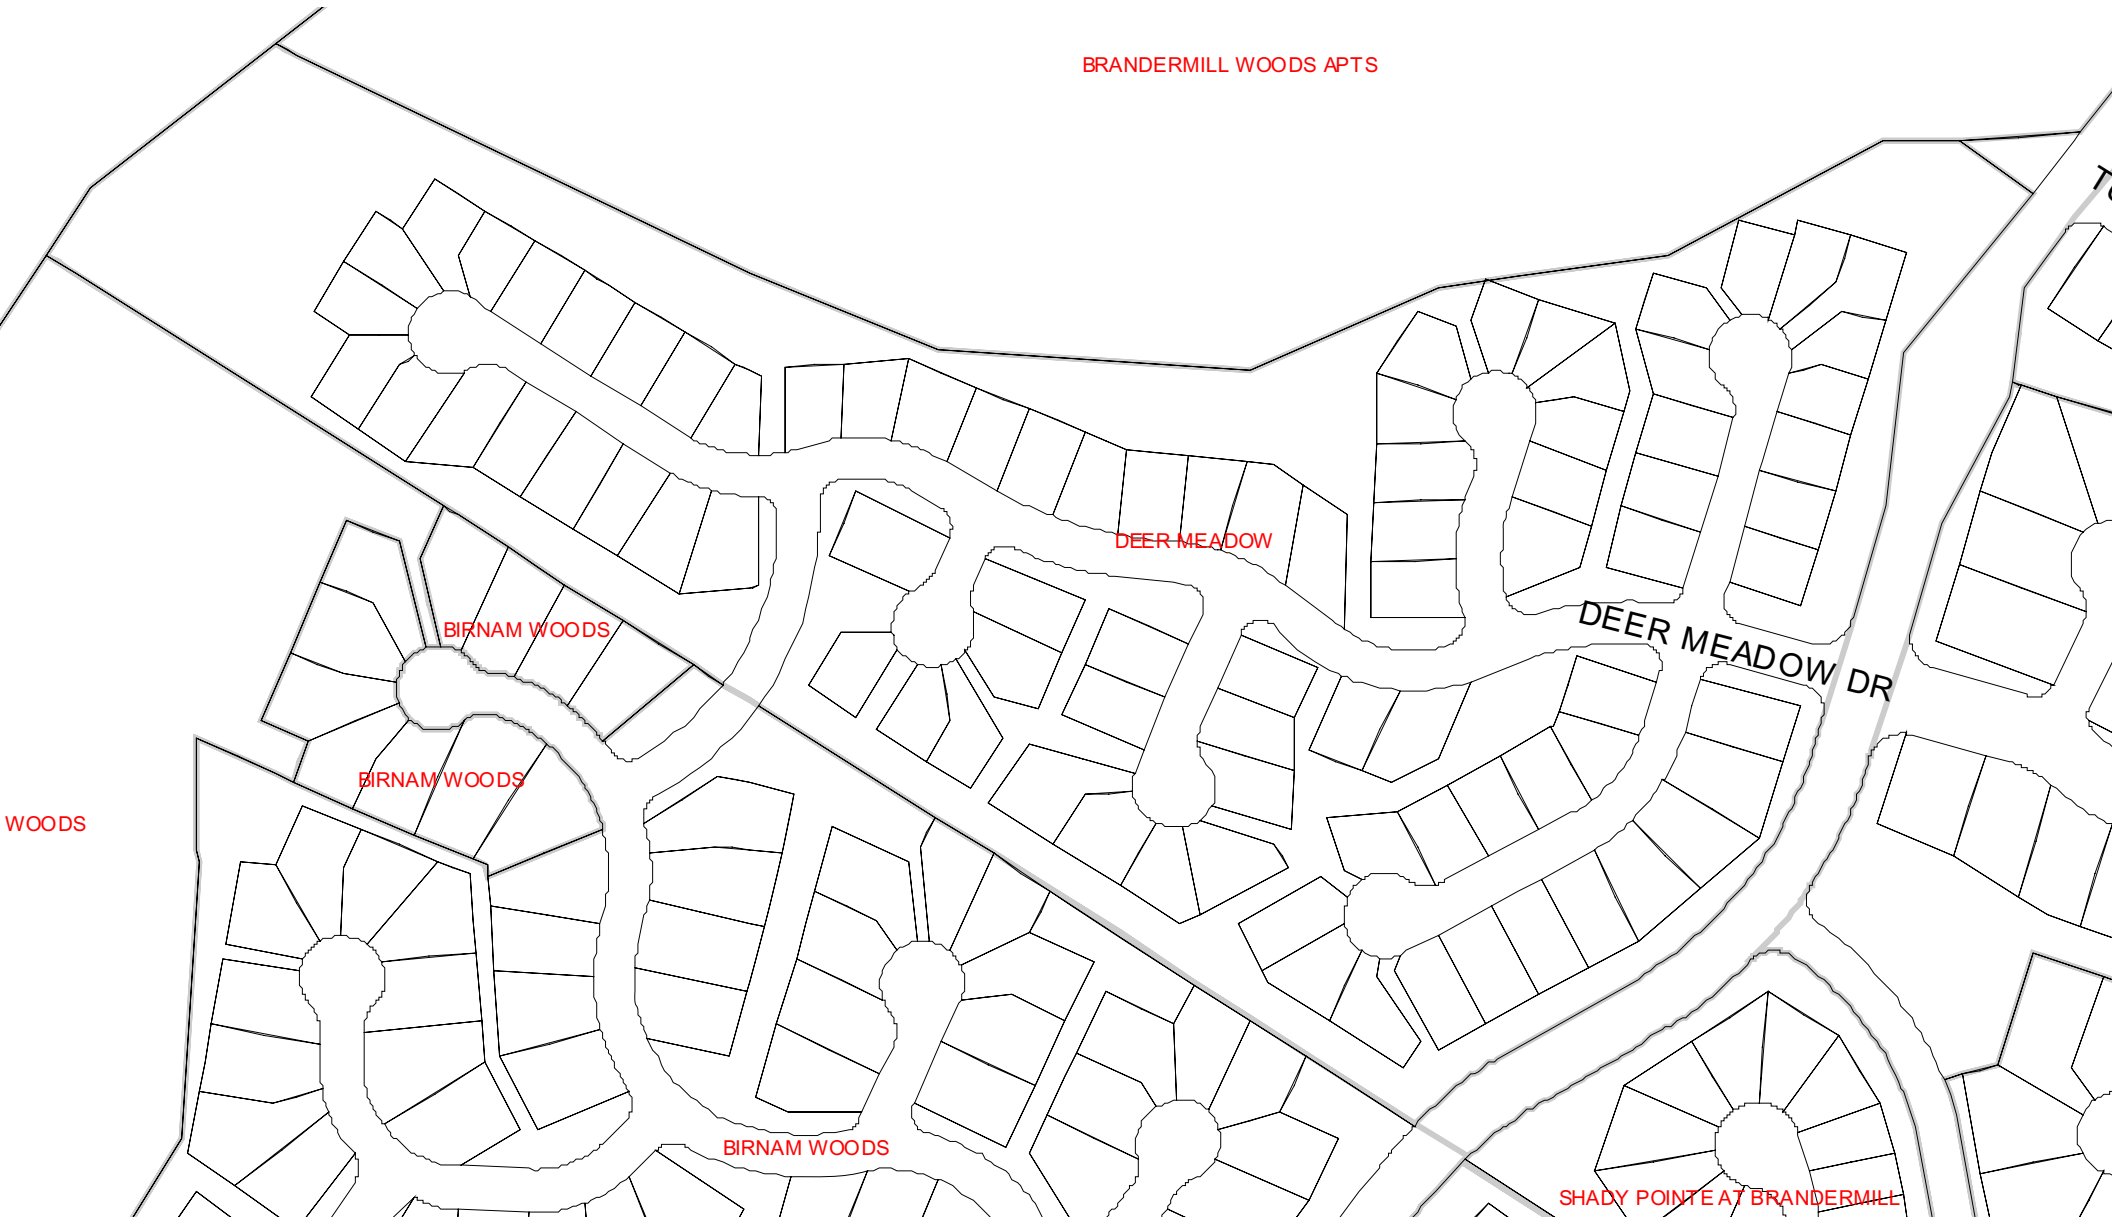 BRANDERMILL WOODS APTS
DEER MEADOW
DEER MEADOW DR
BIRNAM WOODS
BIRNAM WOODS
WOODS
BIRNAM WOODS
SHADY POINTE AT BRANDERMILL